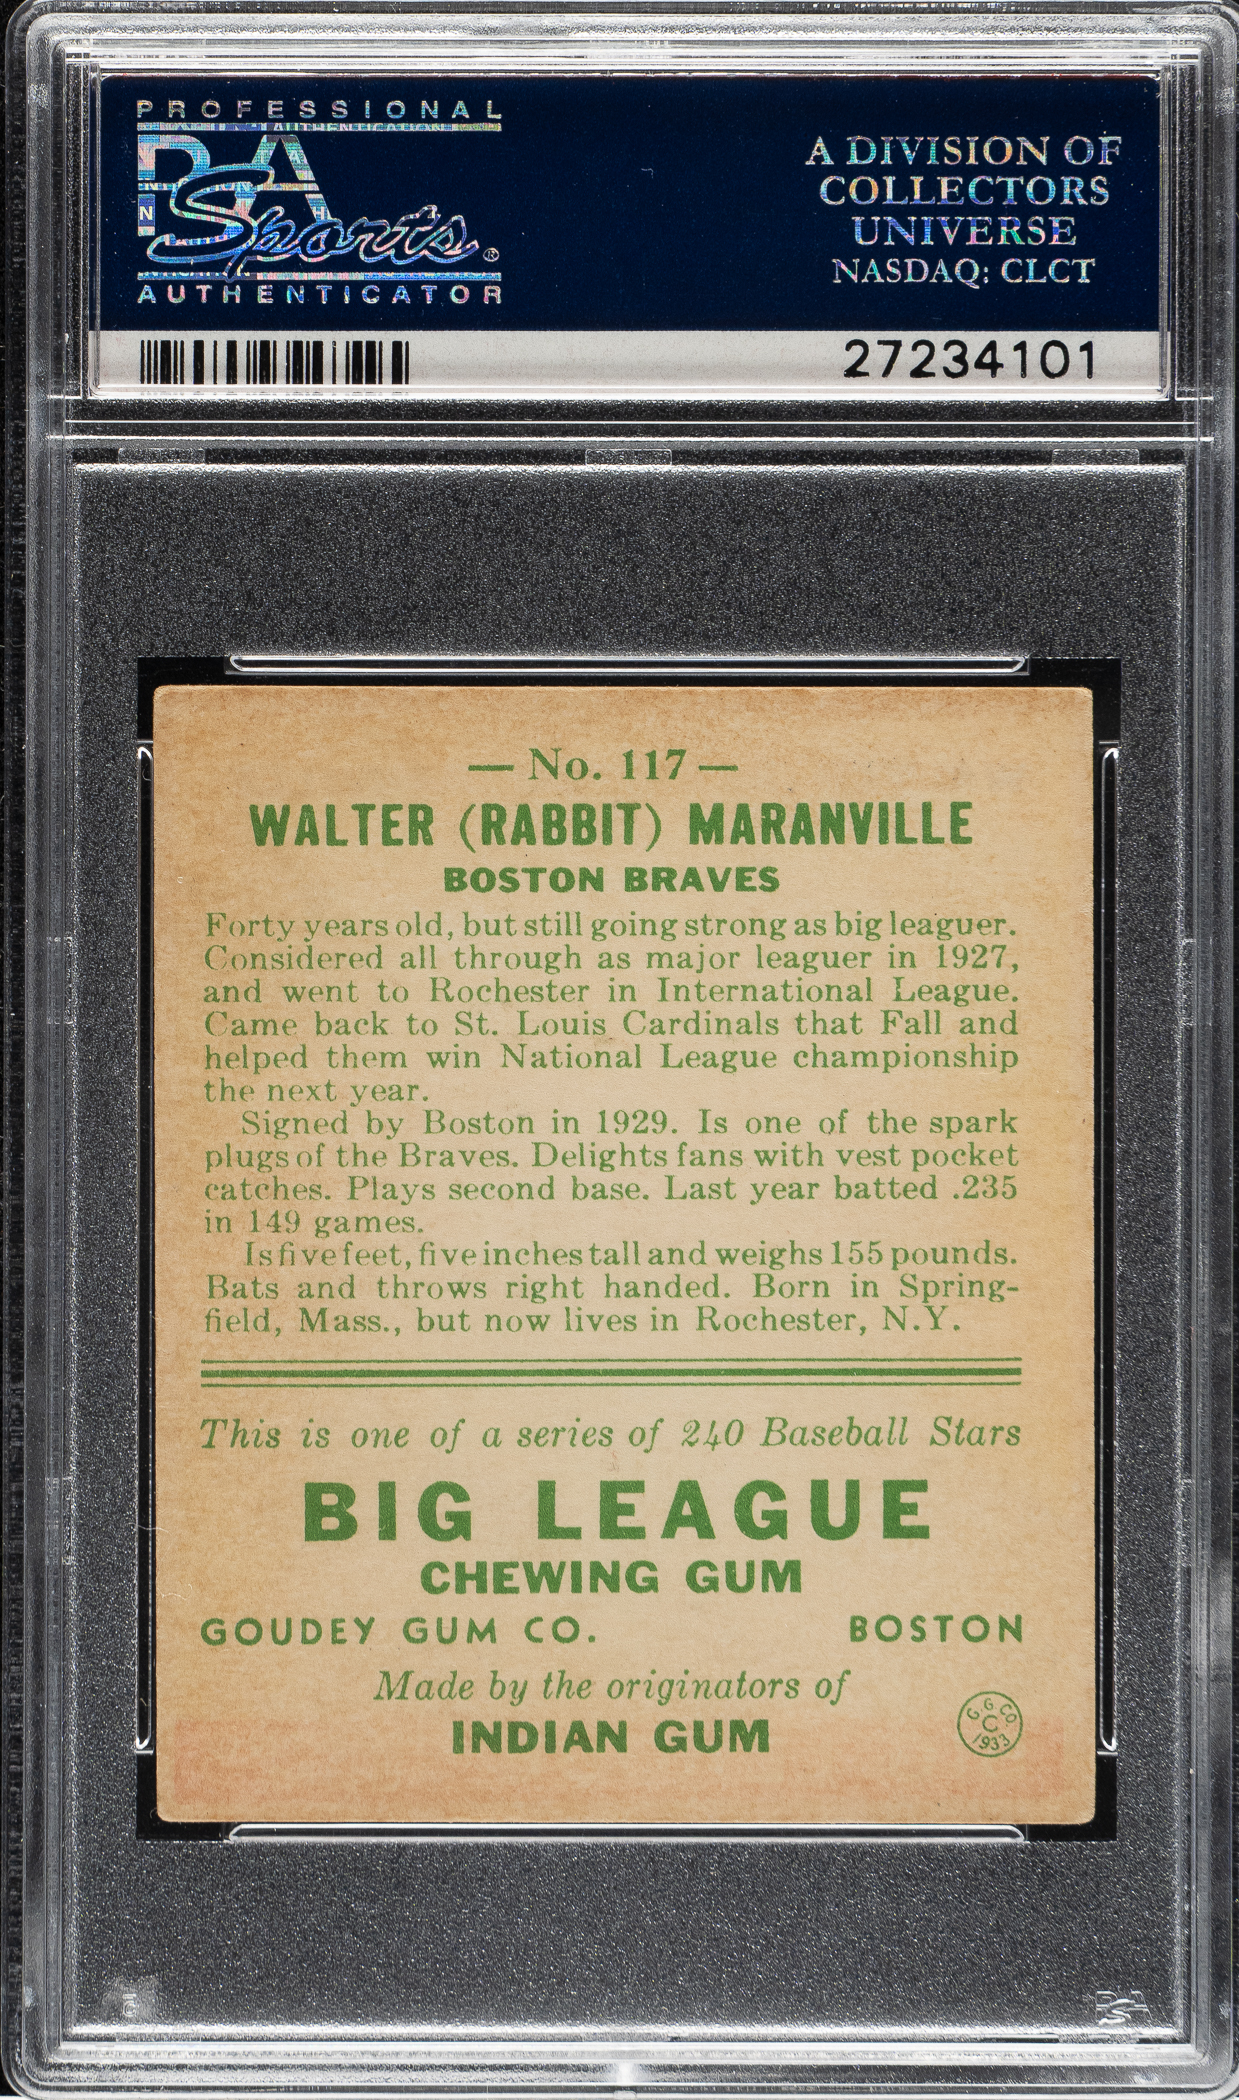 PROFESSIONAL
PSA
Sports®
AUTHENTICATOR
A DIVISION OF
COLLECTORS
UNIVERSE
NASDAQ: CLCT
27234101
— No. 117 —
WALTER (RABBIT) MARANVILLE
BOSTON BRAVES
Forty years old, but still going strong as big leaguer.
Considered all through as major leaguer in 1927,
and went to Rochester in International League.
Came back to St. Louis Cardinals that Fall and
helped them win National League championship
the next year.
Signed by Boston in 1929. Is one of the spark
plugs of the Braves. Delights fans with vest pocket
catches. Plays second base. Last year batted .235
in 149 games.
Is five feet, five inches tall and weighs 155 pounds.
Bats and throws right handed. Born in Spring-
field, Mass., but now lives in Rochester, N.Y.
This is one of a series of 240 Baseball Stars
BIG LEAGUE
CHEWING GUM
GOUDEY GUM CO. BOSTON
Made by the originators of
INDIAN GUM
G.G.CO.
C
1933
PSA